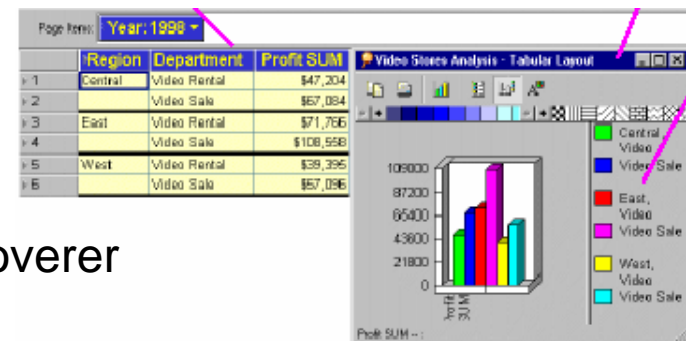 Page Items: Year: 1998
Region Department Profit SUM
1 Central Video Rental $47,204
2 Video Sale $67,084
3 East Video Rental $71,766
4 Video Sale $108,558
5 West Video Rental $39,395
6 Video Sale $57,096
overer
Video Stores Analysis - Tabular Layout
109000
87200
65400
43600
21800
0
Profit
SUM
Central,
Video
Video Sale
East,
Video
Video Sale
West,
Video
Video Sale
Profit SUM -- :